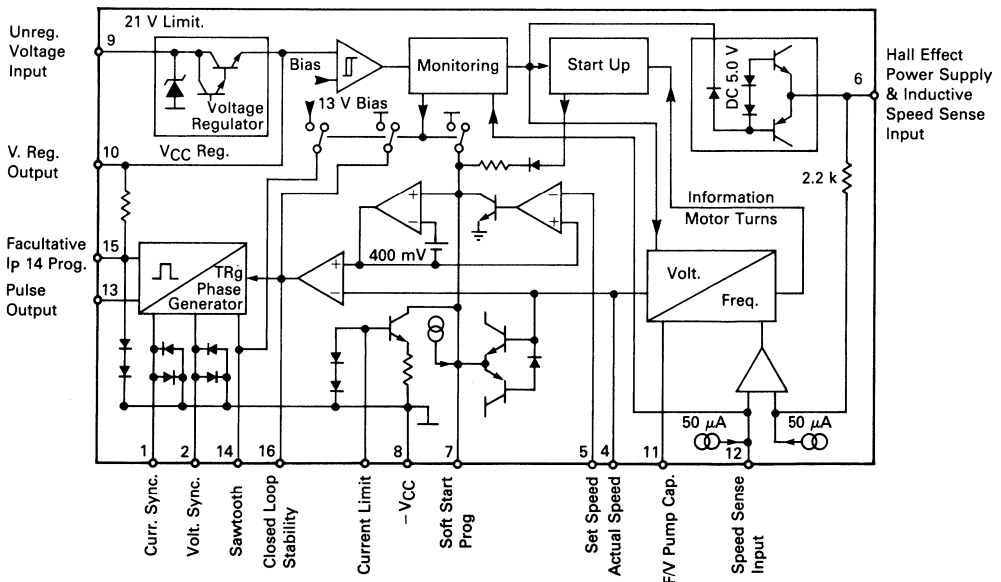 21 V Limit.
Unreg.
Voltage
Input
9
Voltage
Regulator
Bias
Monitoring
Start Up
DC 5.0 V
6
Hall Effect
Power Supply
& Inductive
Speed Sense
Input
13 V Bias
V. Reg.
Output
10
VCC Reg.
2.2 k
Information
Motor Turns
+
−
−
+
400 mV
Facultative
Ip 14 Prog.
15
Pulse
Output
13
TRg
Phase
Generator
+
−
Volt.
Freq.
50 µA
50 µA
1
2
14
16
8
7
5
4
11
12
Curr. Sync.
Volt. Sync.
Sawtooth
Closed Loop
Stability
Current Limit
− VCC
Soft Start
Prog
Set Speed
Actual Speed
F/V Pump Cap.
Speed Sense
Input